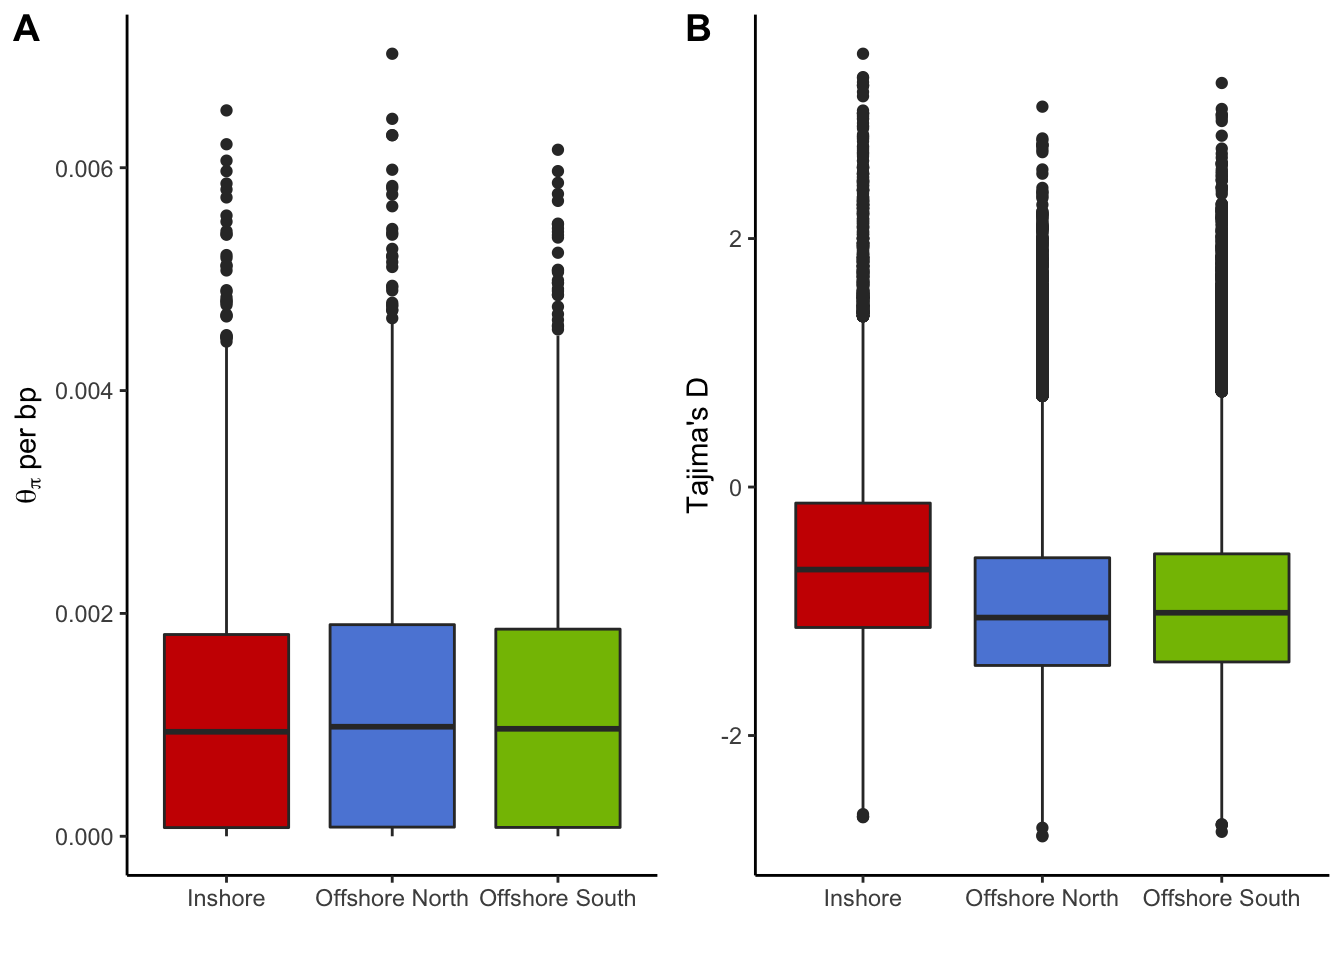 A
B
θπ per bp
0.006
0.004
0.002
0.000
Inshore
Offshore North
Offshore South
Tajima's D
2
0
-2
Inshore
Offshore North
Offshore South